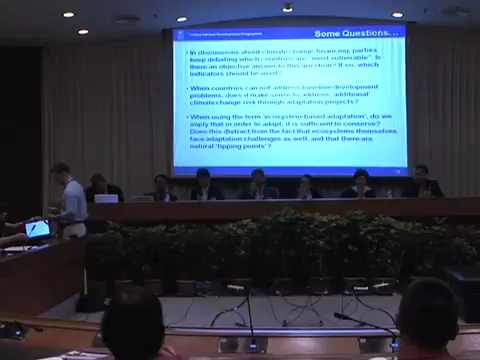 United Nations Development Programme
Some Questions...
• In discussions about climate change financing, parties
keep debating which countries are "most vulnerable". Is
there an objective answer to this question? If so, which
indicators should be used?
• When countries can not address baseline development
problems, does it make sense to address 'additional'
climate change risk through adaptation projects?
• When using the term 'ecosystem-based adaptation', do we
imply that in order to adapt, it is sufficient to conserve?
Does this distract from the fact that ecosystems themselves
face adaptation challenges as well, and that there are
natural 'tipping points'?